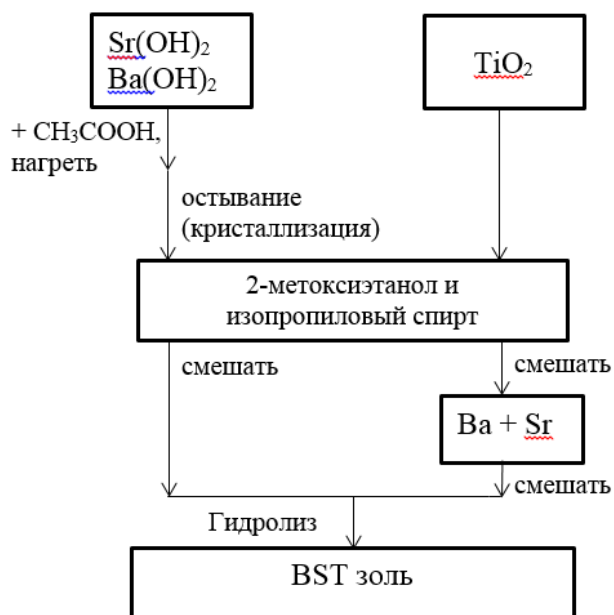 Sr(OH)₂
Ba(OH)₂
TiO₂
+ CH₃COOH,
нагреть
остывание
(кристаллизация)
2-метоксиэтанол и
изопропиловый спирт
смешать
смешать
Ba + Sr
смешать
Гидролиз
BST золь